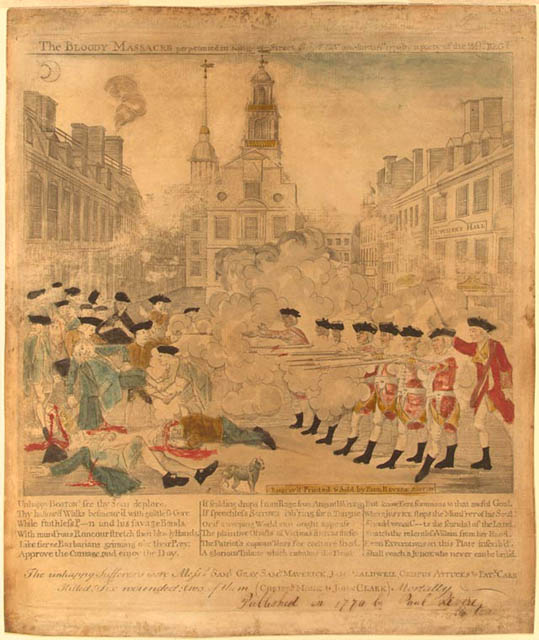 The BLOODY MASSACRE perpetrated in King Street by a party of the 29th REGT.
BUTCHER'S HALL
Engrav'd Printed & Sold by PAUL REVERE BOSTON
Unhappy BOSTON! see thy Sons deplore,
Thy hallow'd Walks besmear'd with guiltless Gore:
While faithless P—n and his savage Bands,
With murd'rous Rancour stretch their bloody Hands;
Like fierce Barbarians grinning o'er their Prey,
Approve the Carnage, and enjoy the Day.
If scalding drops from Rage from Anguish Wrung
If speechless Sorrows lab'ring for a Tongue,
Or if a weeping World can ought appease
The plaintive Ghosts of Victims such as these;
The Patriot's copious Tears for each are shed,
A glorious Tribute which embalms the Dead.
But know, FATE summons to that awful Goal,
Where JUSTICE strips the Murd'rer of his Soul:
Should venal C—ts the scandal of the Land,
Snatch the relentless Villain from her Hand,
Keen Execrations on this Plate inscrib'd,
Shall reach a JUDGE who never can be brib'd.
The unhappy Sufferers were Messrs SAML GRAY, SAML MAVERICK, JAMS CALDWELL, CRISPUS ATTUCKS & PATK CARR
Killed. Six wounded; two of them (CHRISTR MONK & JOHN CLARK) Mortally
Published in 1770 by Paul Revere